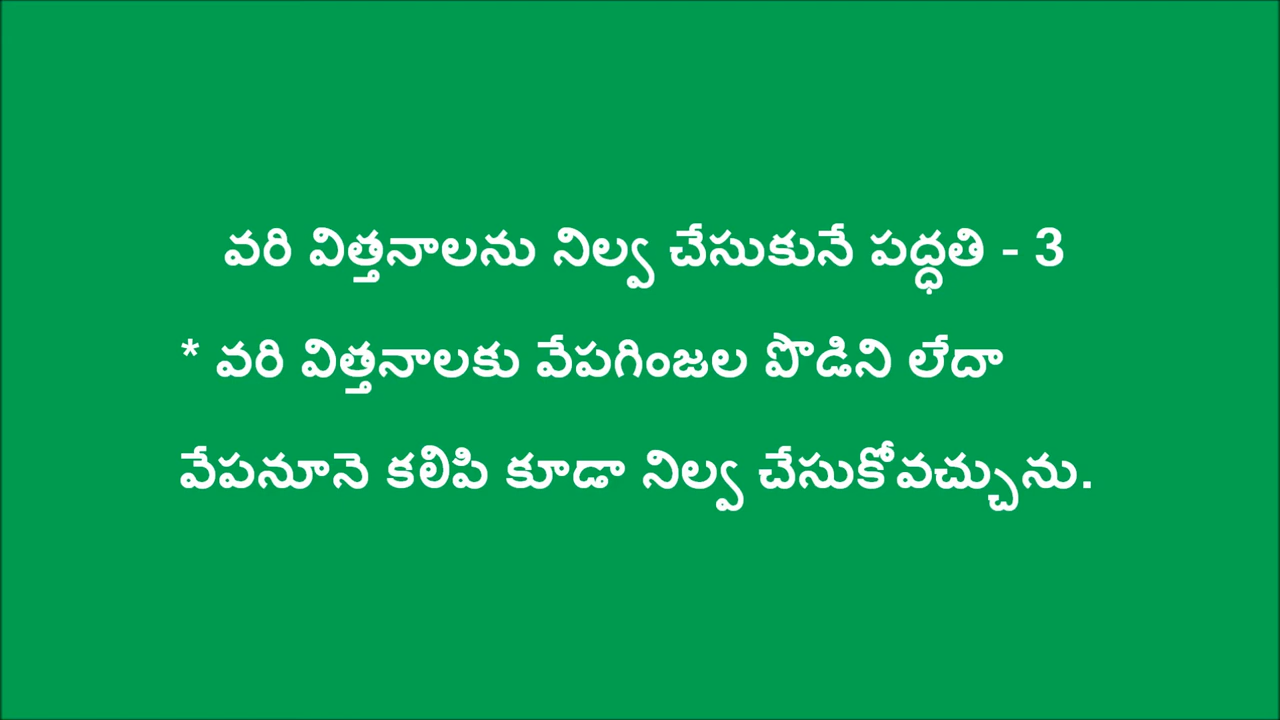 వరి విత్తనాలను నిల్వ చేసుకునే పద్ధతి - 3
* వరి విత్తనాలకు వేపగింజల పొడిని లేదా
వేపనూనె కలిపి కూడా నిల్వ చేసుకోవచ్చును.